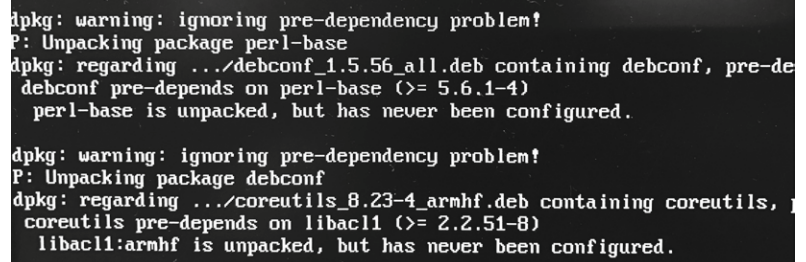 dpkg: warning: ignoring pre-dependency problem!
P: Unpacking package perl-base
dpkg: regarding .../debconf_1.5.56_all.deb containing debconf, pre-de
debconf pre-depends on perl-base (>= 5.6.1-4)
perl-base is unpacked, but has never been configured.
dpkg: warning: ignoring pre-dependency problem!
P: Unpacking package debconf
dpkg: regarding .../coreutils_8.23-4_armhf.deb containing coreutils,
coreutils pre-depends on libacl1 (>= 2.2.51-8)
libacl1:armhf is unpacked, but has never been configured.